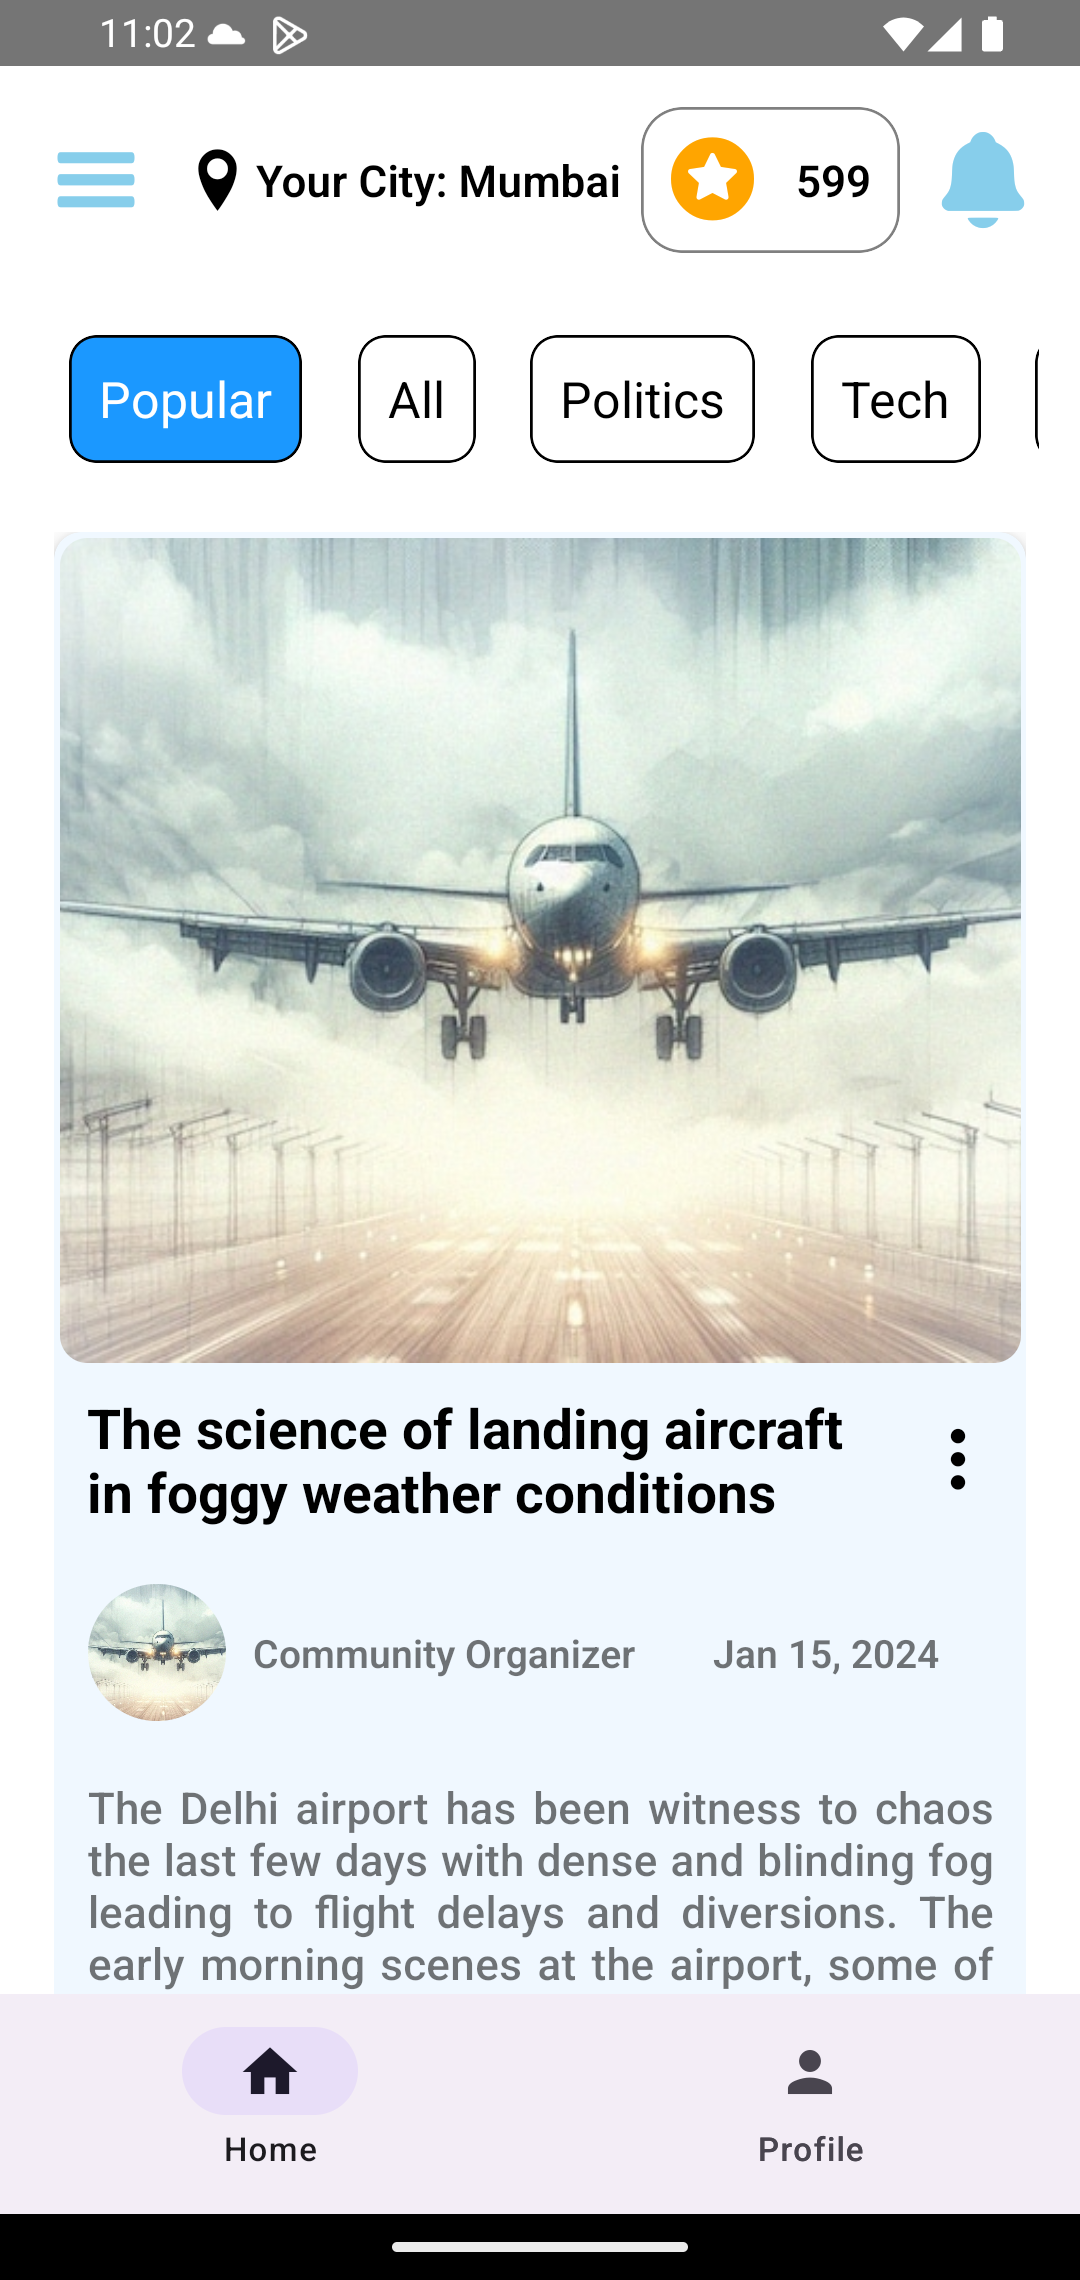 11:02
Your City: Mumbai
599
Popular
All
Politics
Tech
The science of landing aircraft
in foggy weather conditions
Community Organizer
Jan 15, 2024
The Delhi airport has been witness to chaos
the last few days with dense and blinding fog
leading to flight delays and diversions. The
early morning scenes at the airport, some of
Home
Profile